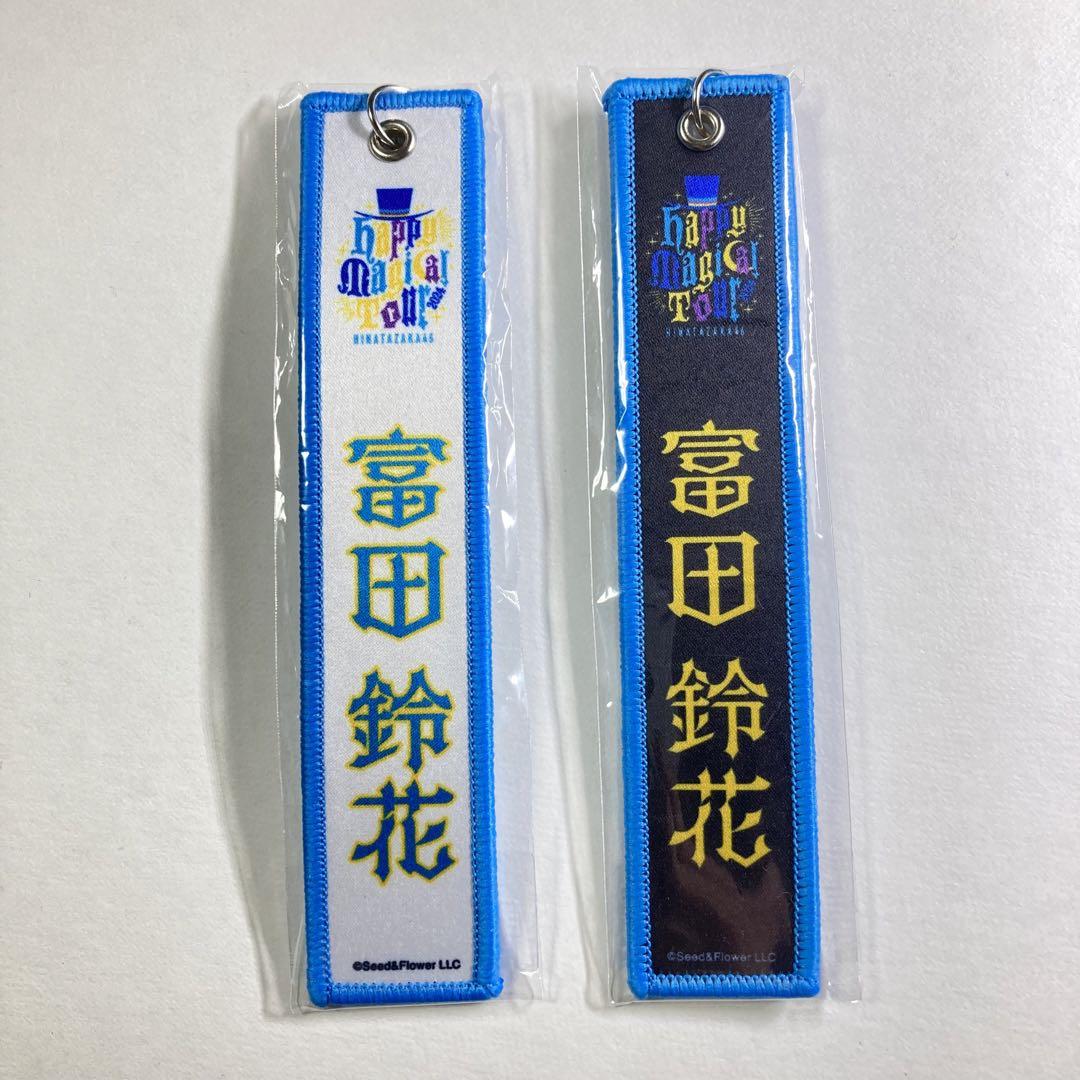 Happy
Magical
Tour
2024
HINATAZAKA46
富田 鈴花
©Seed&Flower LLC
Happy
Magical
Tour
HINATAZAKA46
富田 鈴花
©Seed&Flower LLC